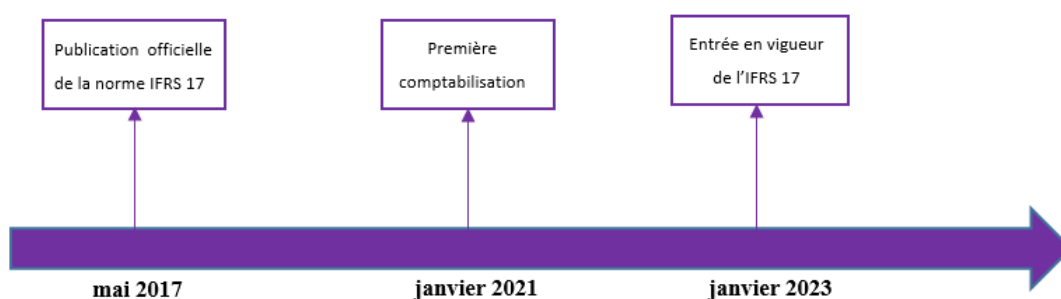 Publication officielle
de la norme IFRS 17
Première
comptabilisation
Entrée en vigueur
de l’IFRS 17
mai 2017
janvier 2021
janvier 2023